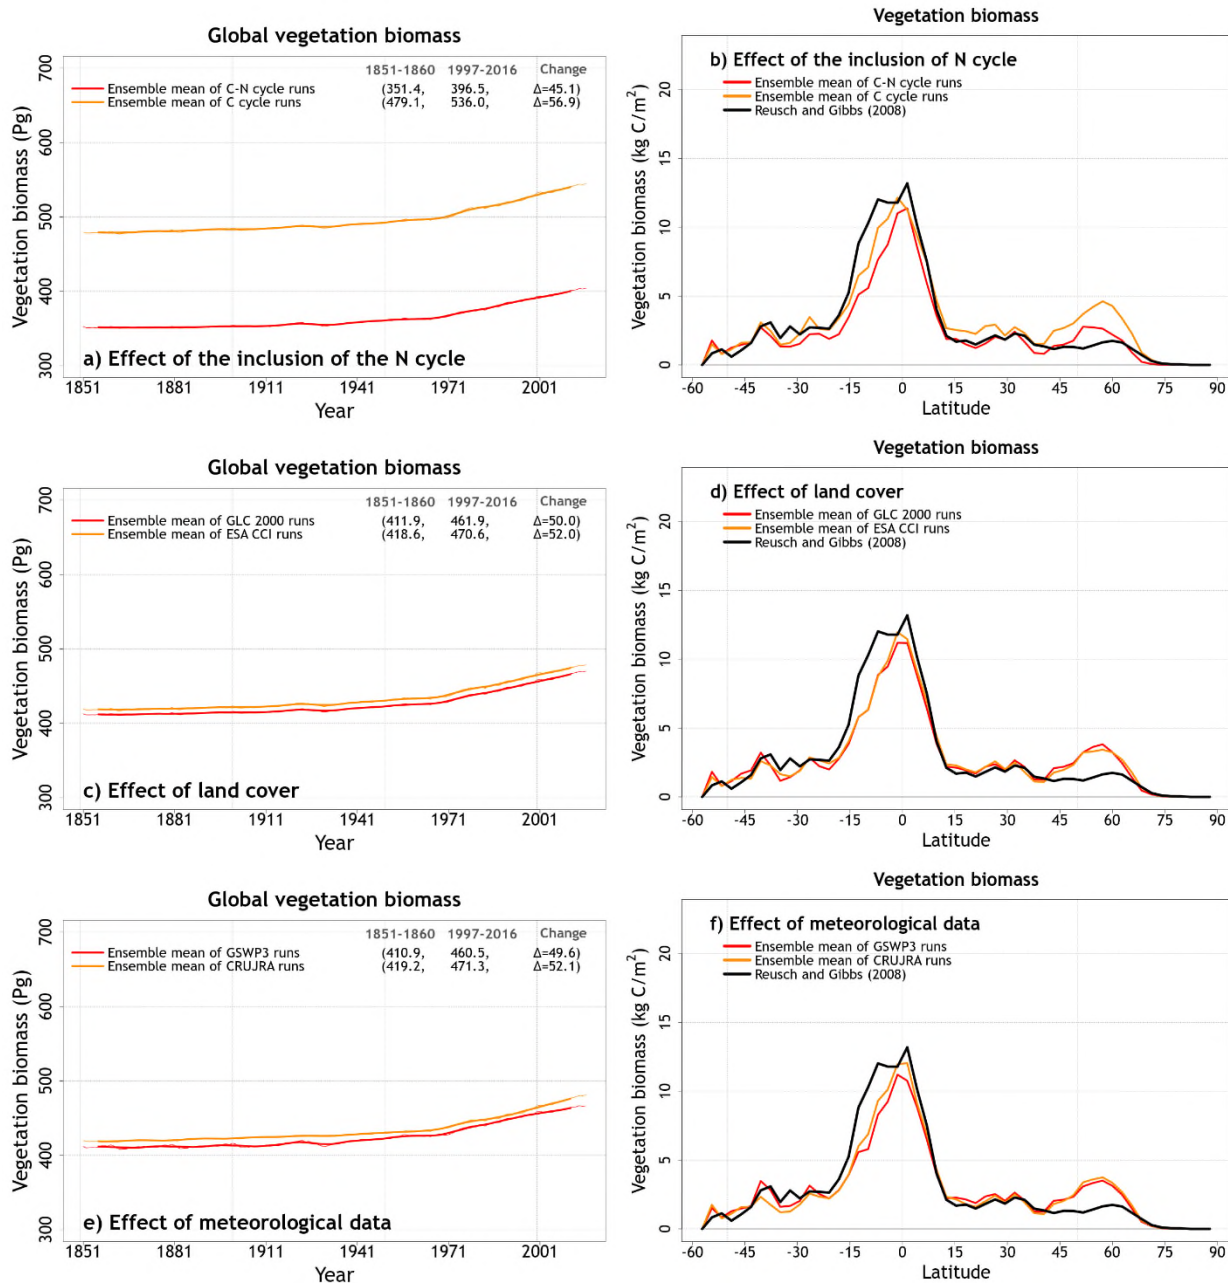 Global vegetation biomass
1851-1860 1997-2016 Change
Ensemble mean of C-N cycle runs (351.4, 396.5, Δ=45.1)
Ensemble mean of C cycle runs (479.1, 536.0, Δ=56.9)
Vegetation biomass (Pg)
700
600
500
400
300
a) Effect of the inclusion of the N cycle
1851 1881 1911 1941 1971 2001
Year
Vegetation biomass
b) Effect of the inclusion of N cycle
Ensemble mean of C-N cycle runs
Ensemble mean of C cycle runs
Reusch and Gibbs (2008)
Vegetation biomass (kg C/m²)
20
15
10
5
0
-60 -45 -30 -15 0 15 30 45 60 75 90
Latitude
Global vegetation biomass
1851-1860 1997-2016 Change
Ensemble mean of GLC 2000 runs (411.9, 461.9, Δ=50.0)
Ensemble mean of ESA CCI runs (418.6, 470.6, Δ=52.0)
Vegetation biomass (Pg)
700
600
500
400
300
c) Effect of land cover
1851 1881 1911 1941 1971 2001
Year
Vegetation biomass
d) Effect of land cover
Ensemble mean of GLC 2000 runs
Ensemble mean of ESA CCI runs
Reusch and Gibbs (2008)
Vegetation biomass (kg C/m²)
20
15
10
5
0
-60 -45 -30 -15 0 15 30 45 60 75 90
Latitude
Global vegetation biomass
1851-1860 1997-2016 Change
Ensemble mean of GSWP3 runs (410.9, 460.5, Δ=49.6)
Ensemble mean of CRUJRA runs (419.2, 471.3, Δ=52.1)
Vegetation biomass (Pg)
700
600
500
400
300
e) Effect of meteorological data
1851 1881 1911 1941 1971 2001
Year
Vegetation biomass
f) Effect of meteorological data
Ensemble mean of GSWP3 runs
Ensemble mean of CRUJRA runs
Reusch and Gibbs (2008)
Vegetation biomass (kg C/m²)
20
15
10
5
0
-60 -45 -30 -15 0 15 30 45 60 75 90
Latitude